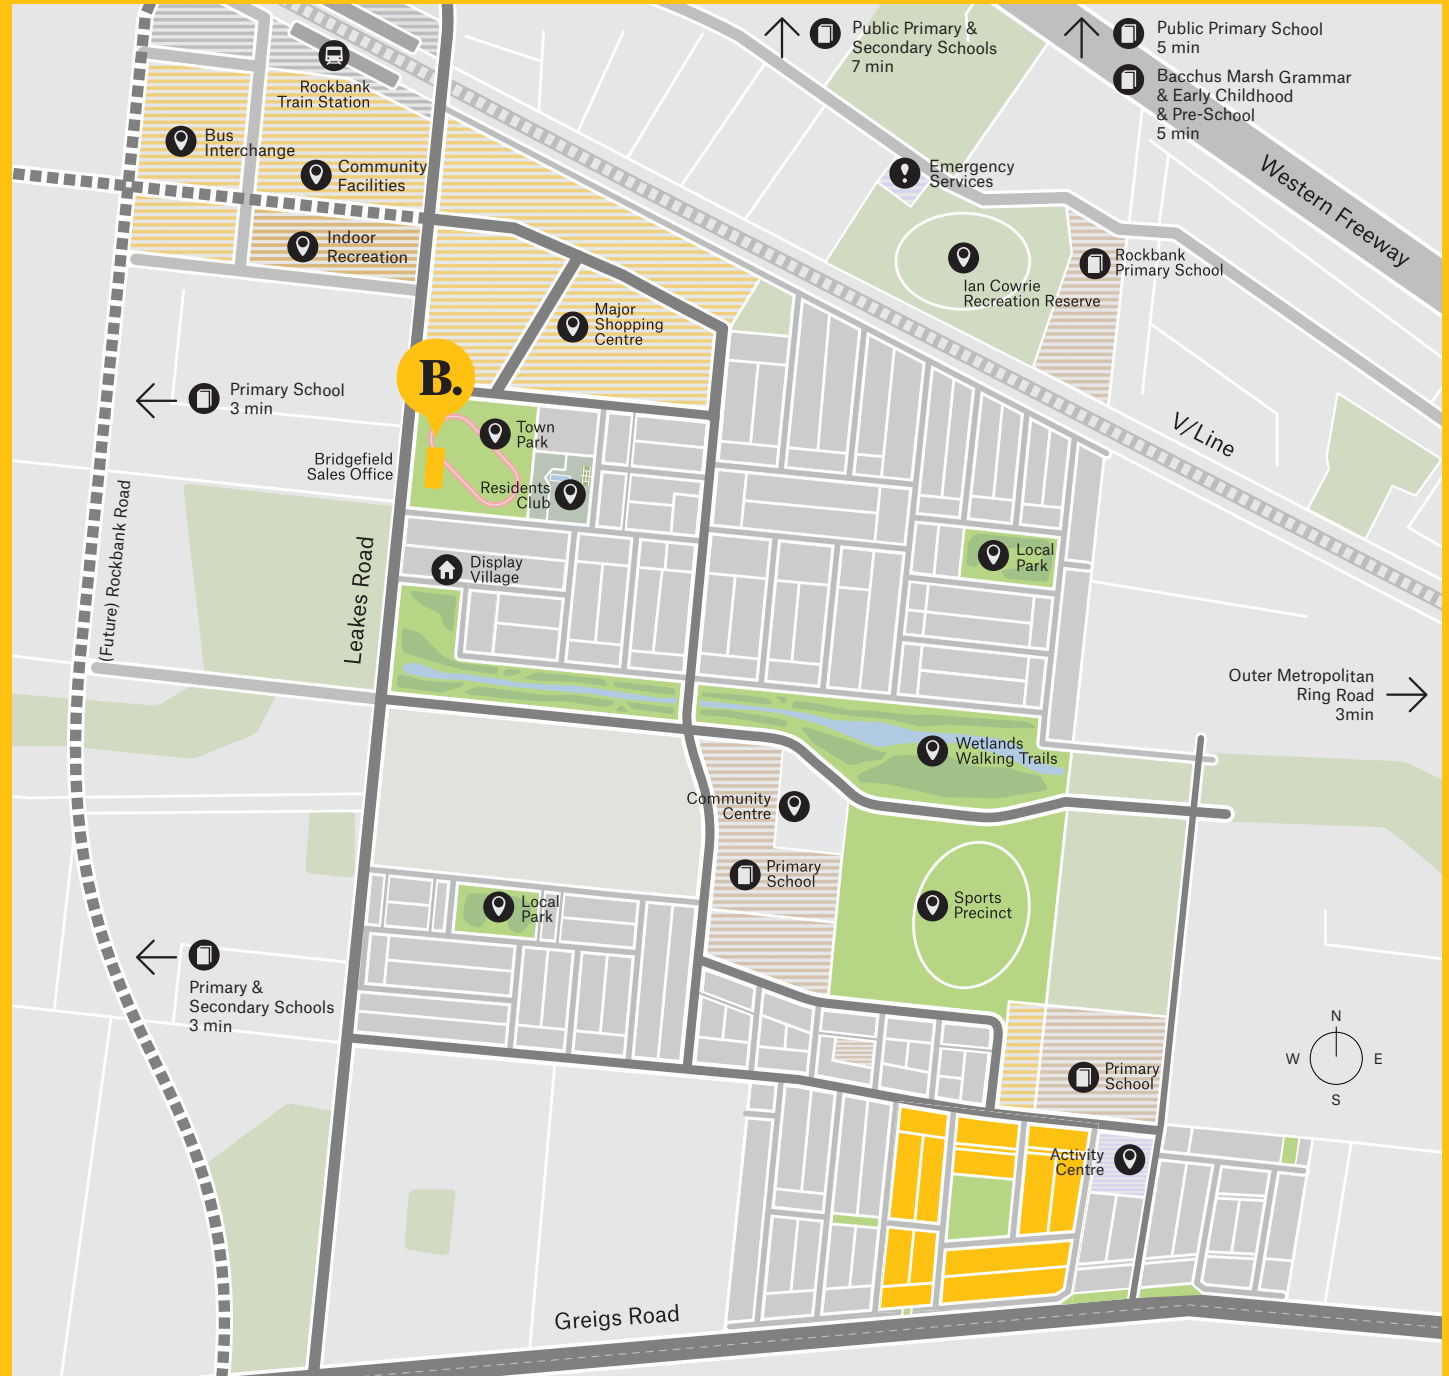 Public Primary &
Secondary Schools
7 min
Public Primary School
5 min
Bacchus Marsh Grammar
& Early Childhood
& Pre-School
5 min
Rockbank
Train Station
Bus
Interchange
Community
Facilities
Emergency
Services
Western Freeway
Indoor
Recreation
Rockbank
Primary School
Ian Cowrie
Recreation Reserve
Major
Shopping
Centre
B.
Primary School
3 min
Town
Park
V/Line
Bridgefield
Sales Office
Residents
Club
(Future) Rockbank Road
Leakes Road
Display
Village
Local
Park
Outer Metropolitan
Ring Road
3min
Wetlands
Walking Trails
Community
Centre
Primary
School
Local
Park
Sports
Precinct
Primary &
Secondary Schools
3 min
N
W
E
S
Primary
School
Activity
Centre
Greigs Road